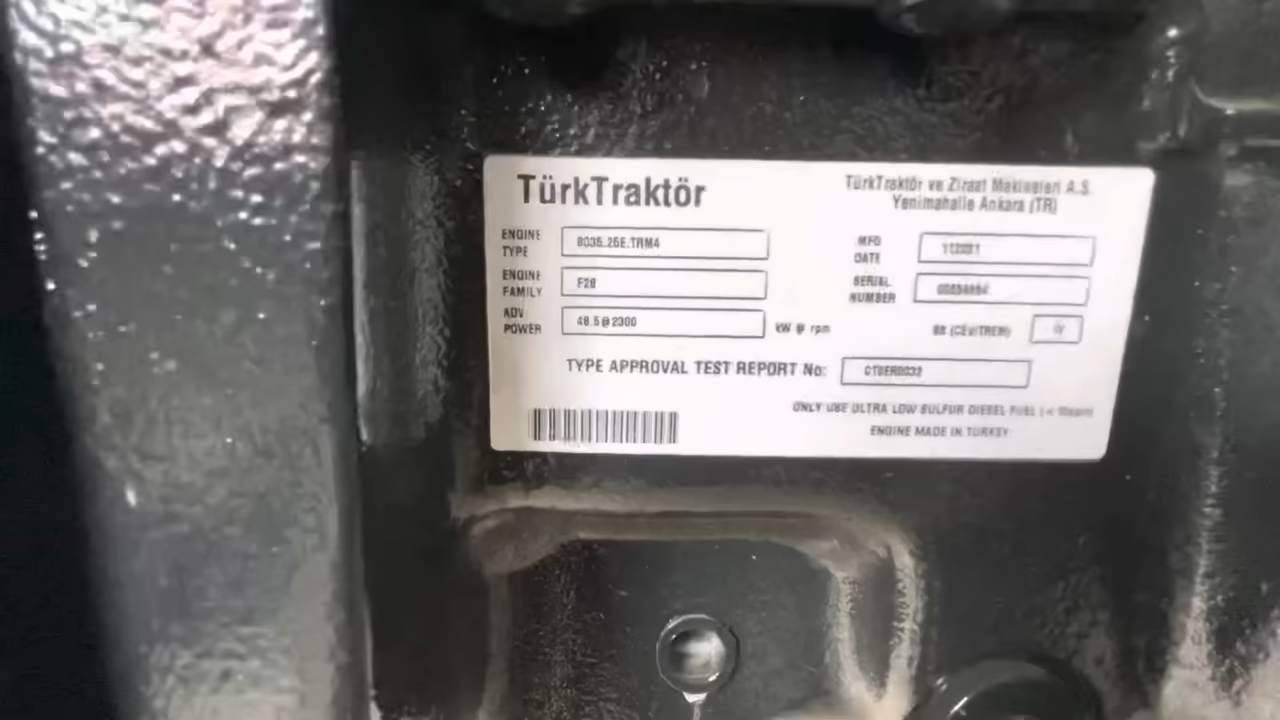 TürkTraktör
TürkTraktör ve Ziraat Makineleri A.S.
Yenimahalle Ankara (TR)
ENGINE TYPE 8035.25E.TRM4
MFG DATE
ENGINE FAMILY F28
SERIAL NUMBER
ADV POWER 48.5@2300 kW @ rpm
TYPE APPROVAL TEST REPORT No:
ONLY USE ULTRA LOW SULFUR DIESEL FUEL
ENGINE MADE IN TURKEY